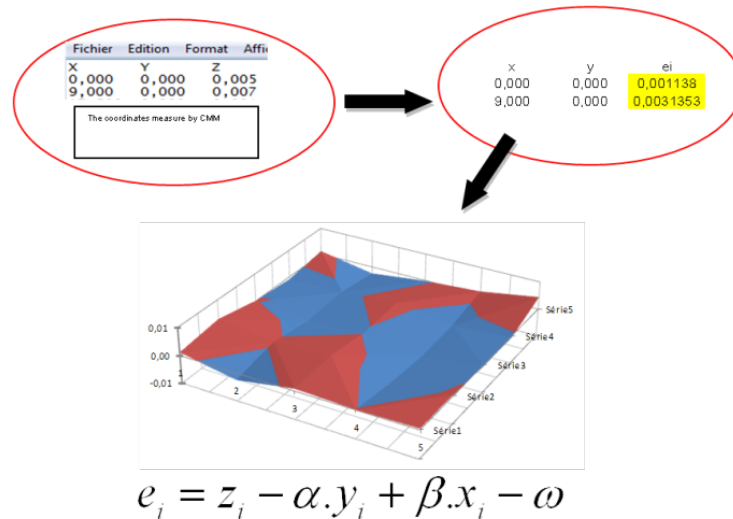 Fichier Edition Format Affi
X Y Z
0,000 0,000 0,005
9,000 0,000 0,007
The coordinates measure by CMM
x y ei
0,000 0,000 0,001138
9,000 0,000 0,0031353
0,01
0,00
-0,01
1
2
3
4
5
Série1
Série2
Série3
Série4
Série5
e_i = z_i − α.y_i + β.x_i − ω